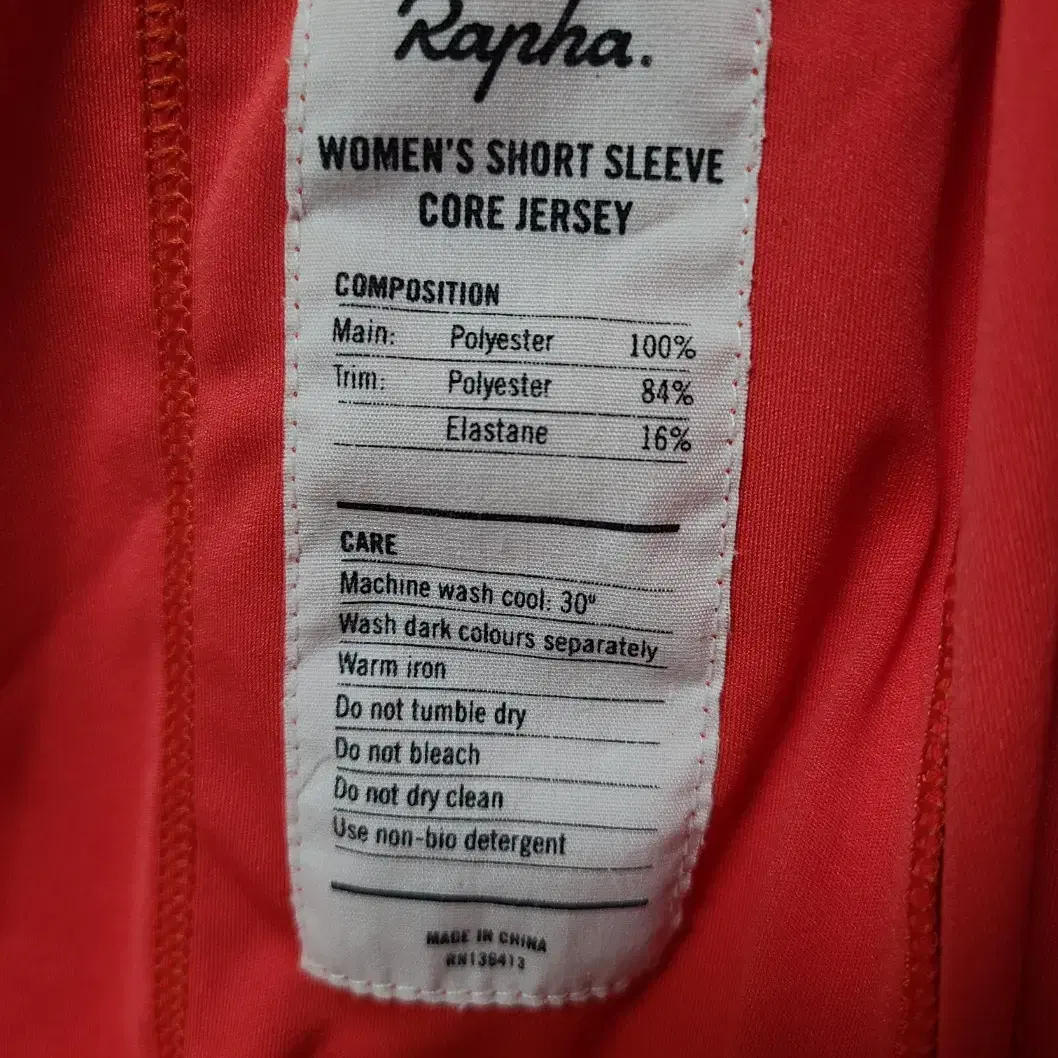 Rapha.
WOMEN'S SHORT SLEEVE
CORE JERSEY
COMPOSITION
Main: Polyester 100%
Trim: Polyester 84%
Elastane 16%
CARE
Machine wash cool: 30°
Wash dark colours separately
Warm iron
Do not tumble dry
Do not bleach
Do not dry clean
Use non-bio detergent
MADE IN CHINA
RN136413